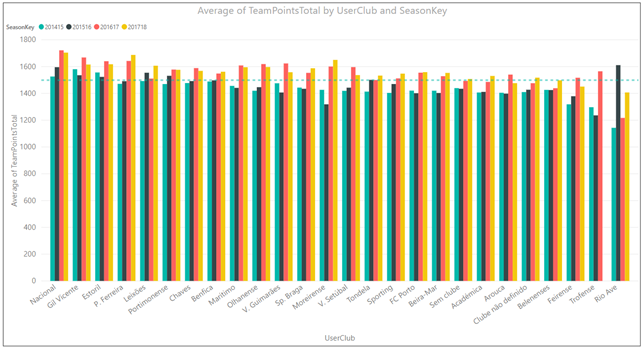 Average of TeamPointsTotal by UserClub and SeasonKey
SeasonKey 201415 201516 201617 201718
Average of TeamPointsTotal
1800
1600
1400
1200
1000
800
600
400
200
0
Nacional
Gil Vicente
Estoril
P. Ferreira
Leixões
Portimonense
Chaves
Benfica
Marítimo
Olhanense
V. Guimarães
Sp. Braga
Moreirense
V. Setúbal
Tondela
Sporting
FC Porto
Beira-Mar
Sem clube
Académica
Arouca
Clube não definido
Belenenses
Feirense
Trofense
Rio Ave
UserClub